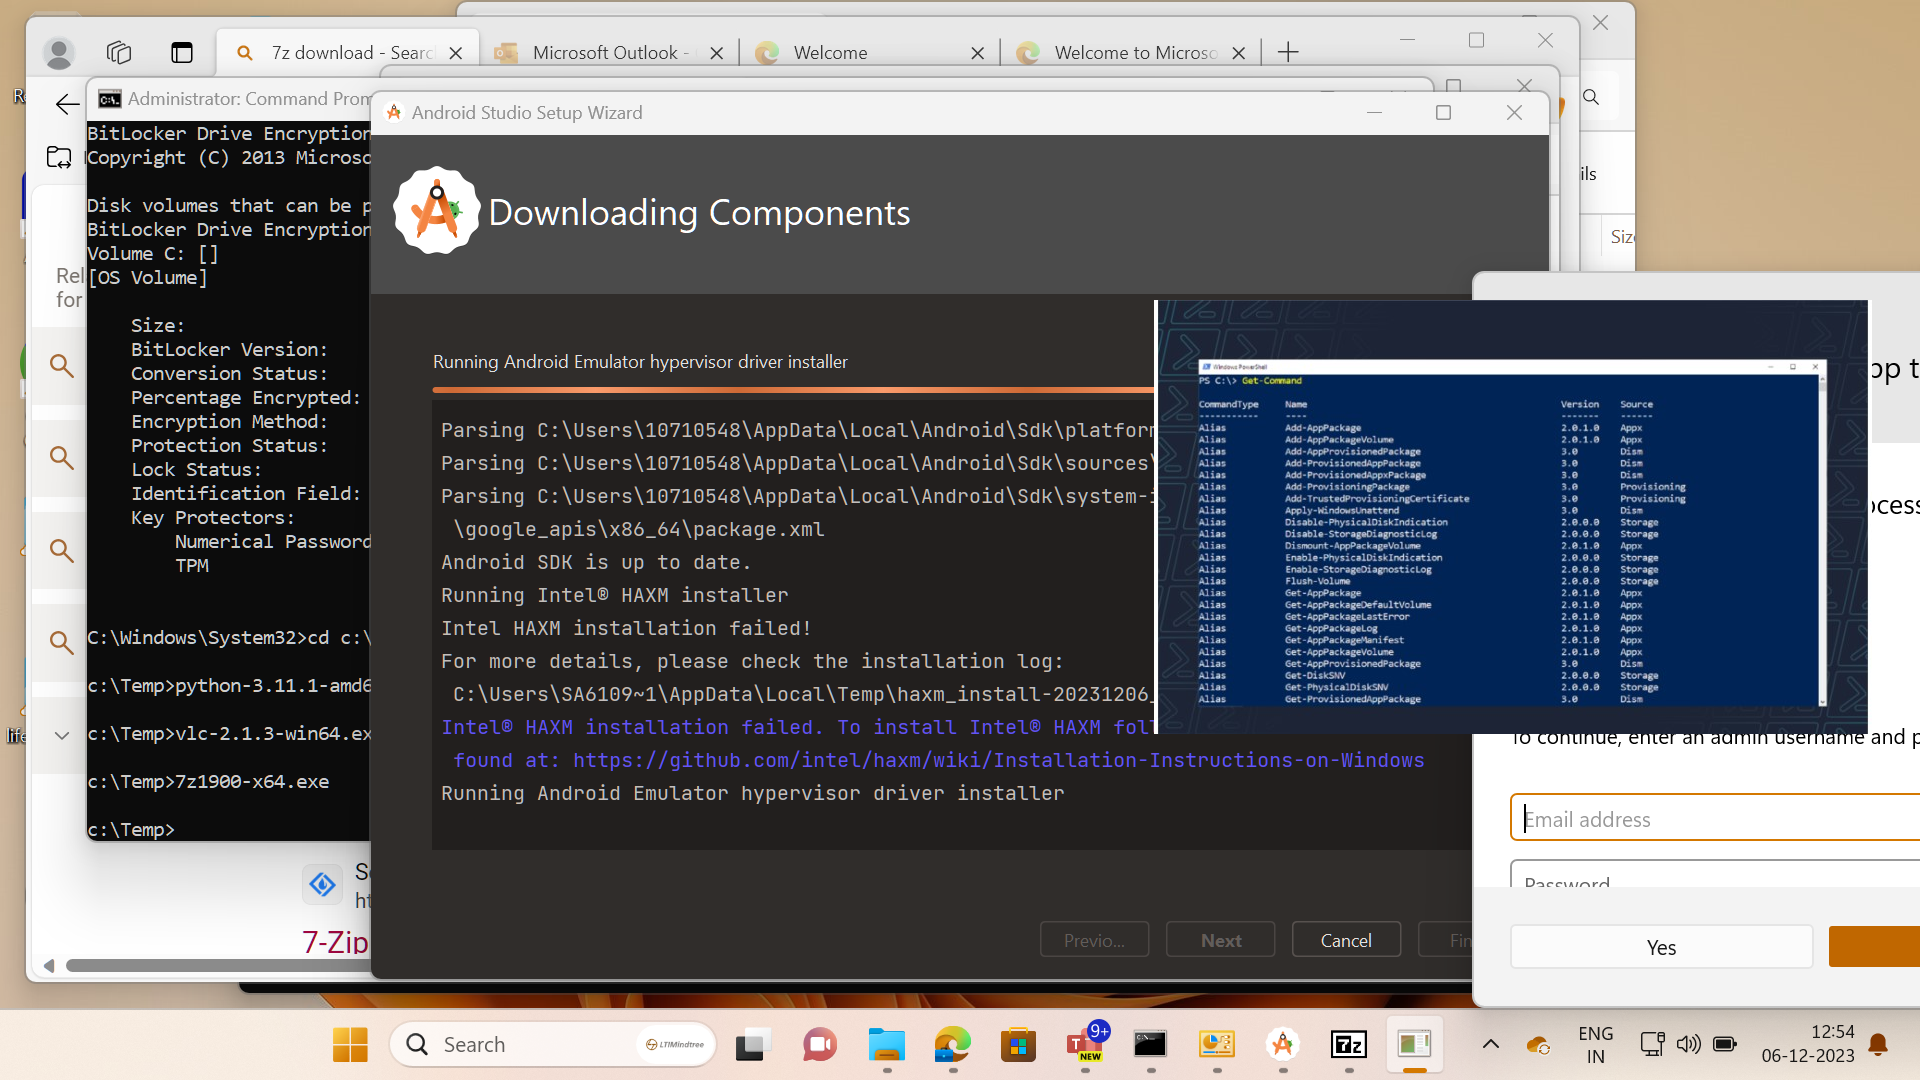 7z download - Searc
Microsoft Outlook -
Welcome
Welcome to Microso
Administrator: Command Prom
Android Studio Setup Wizard
BitLocker Drive Encryption
Copyright (C) 2013 Microso
Disk volumes that can be p
BitLocker Drive Encryption
Volume C: []
[OS Volume]
Size:
BitLocker Version:
Conversion Status:
Percentage Encrypted:
Encryption Method:
Protection Status:
Lock Status:
Identification Field:
Key Protectors:
Numerical Password
TPM
C:\Windows\System32>cd c:\
c:\Temp>python-3.11.1-amd6
c:\Temp>vlc-2.1.3-win64.ex
c:\Temp>7z1900-x64.exe
c:\Temp>
Rel
for
life
7-Zip
Downloading Components
Running Android Emulator hypervisor driver installer
Parsing C:\Users\10710548\AppData\Local\Android\Sdk\platform
Parsing C:\Users\10710548\AppData\Local\Android\Sdk\sources\
Parsing C:\Users\10710548\AppData\Local\Android\Sdk\system-i
\google_apis\x86_64\package.xml
Android SDK is up to date.
Running Intel® HAXM installer
Intel HAXM installation failed!
For more details, please check the installation log:
C:\Users\SA6109~1\AppData\Local\Temp\haxm_install-20231206_
Intel® HAXM installation failed. To install Intel® HAXM foll
found at: https://github.com/intel/haxm/wiki/Installation-Instructions-on-Windows
Running Android Emulator hypervisor driver installer
Previo...
Next
Cancel
Fin
ils
Size
Windows PowerShell
PS C:\> Get-Command
CommandType Name Version Source
----------- ---- ------- ------
Alias Add-AppPackage 2.0.1.0 Appx
Alias Add-AppPackageVolume 2.0.1.0 Appx
Alias Add-AppProvisionedPackage 3.0 Dism
Alias Add-ProvisionedAppPackage 3.0 Dism
Alias Add-ProvisionedAppxPackage 3.0 Dism
Alias Add-ProvisioningPackage 3.0 Provisioning
Alias Add-TrustedProvisioningCertificate 3.0 Provisioning
Alias Apply-WindowsUnattend 3.0 Dism
Alias Disable-PhysicalDiskIndication 2.0.0.0 Storage
Alias Disable-StorageDiagnosticLog 2.0.0.0 Storage
Alias Dismount-AppPackageVolume 2.0.1.0 Appx
Alias Enable-PhysicalDiskIndication 2.0.0.0 Storage
Alias Enable-StorageDiagnosticLog 2.0.0.0 Storage
Alias Flush-Volume 2.0.0.0 Storage
Alias Get-AppPackage 2.0.1.0 Appx
Alias Get-AppPackageDefaultVolume 2.0.1.0 Appx
Alias Get-AppPackageLastError 2.0.1.0 Appx
Alias Get-AppPackageLog 2.0.1.0 Appx
Alias Get-AppPackageManifest 2.0.1.0 Appx
Alias Get-AppPackageVolume 2.0.1.0 Appx
Alias Get-AppProvisionedPackage 3.0 Dism
Alias Get-DiskSNV 2.0.0.0 Storage
Alias Get-PhysicalDiskSNV 2.0.0.0 Storage
Alias Get-ProvisionedAppPackage 3.0 Dism
pp t
ocess
To continue, enter an admin username and p
Email address
Password
Yes
Search
LTIMindtree
9+
T
NEW
7z
ENG
IN
12:54
06-12-2023